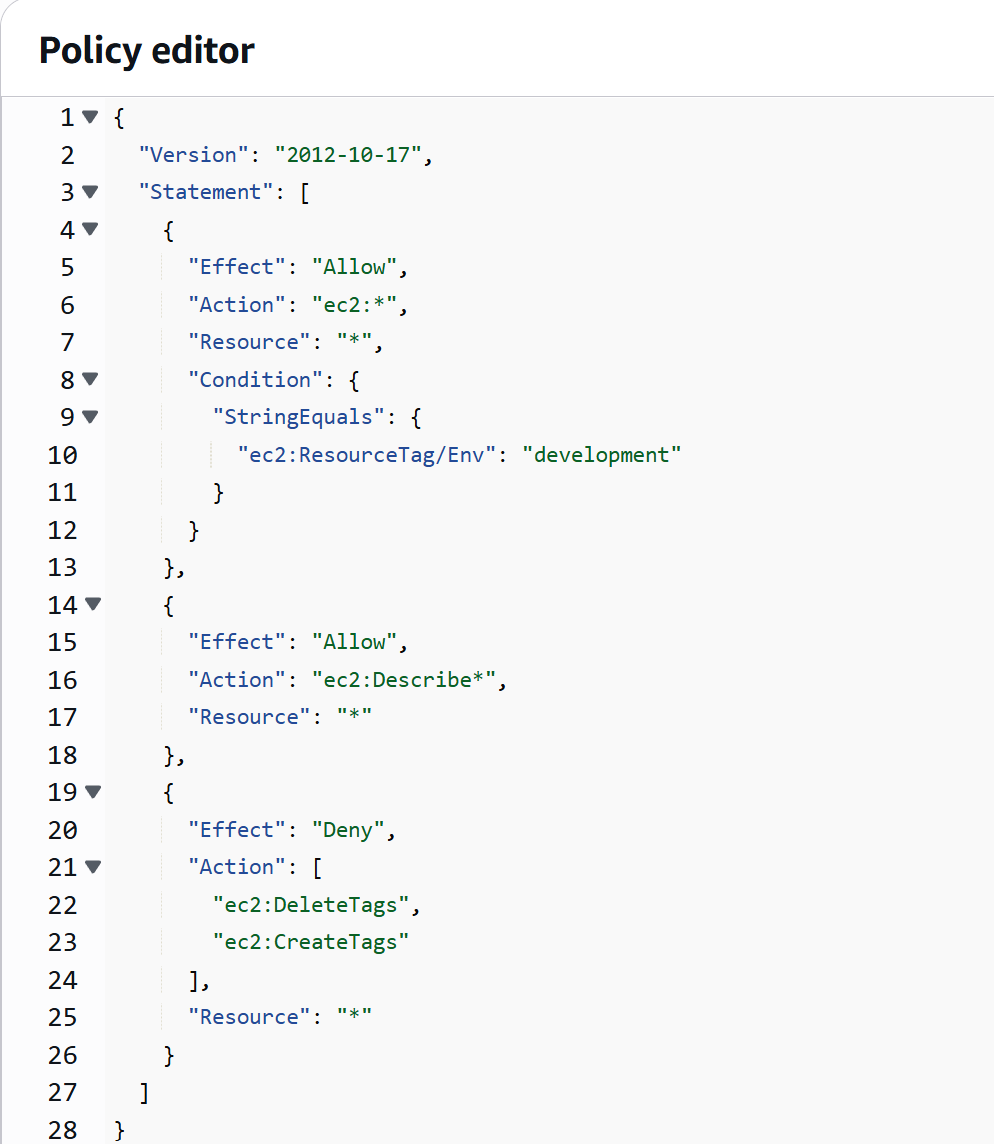 Policy editor
1 {
2   "Version": "2012-10-17",
3   "Statement": [
4     {
5       "Effect": "Allow",
6       "Action": "ec2:*",
7       "Resource": "*",
8       "Condition": {
9         "StringEquals": {
10           "ec2:ResourceTag/Env": "development"
11         }
12       }
13     },
14     {
15       "Effect": "Allow",
16       "Action": "ec2:Describe*",
17       "Resource": "*"
18     },
19     {
20       "Effect": "Deny",
21       "Action": [
22         "ec2:DeleteTags",
23         "ec2:CreateTags"
24       ],
25       "Resource": "*"
26     }
27   ]
28 }